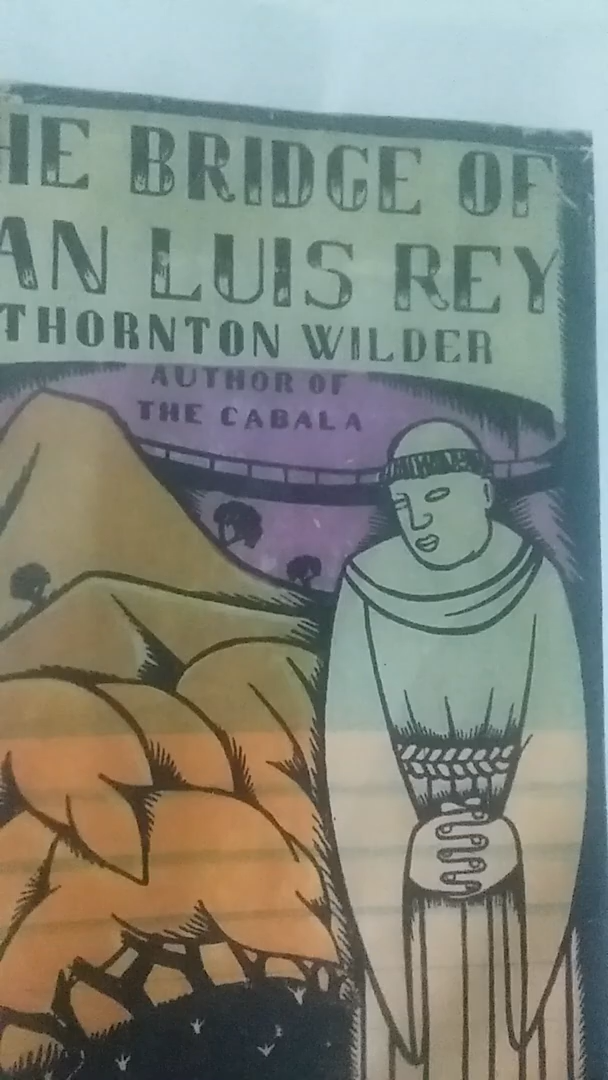 HE BRIDGE OF
AN LUIS REY
THORNTON WILDER
AUTHOR OF
THE CABALA